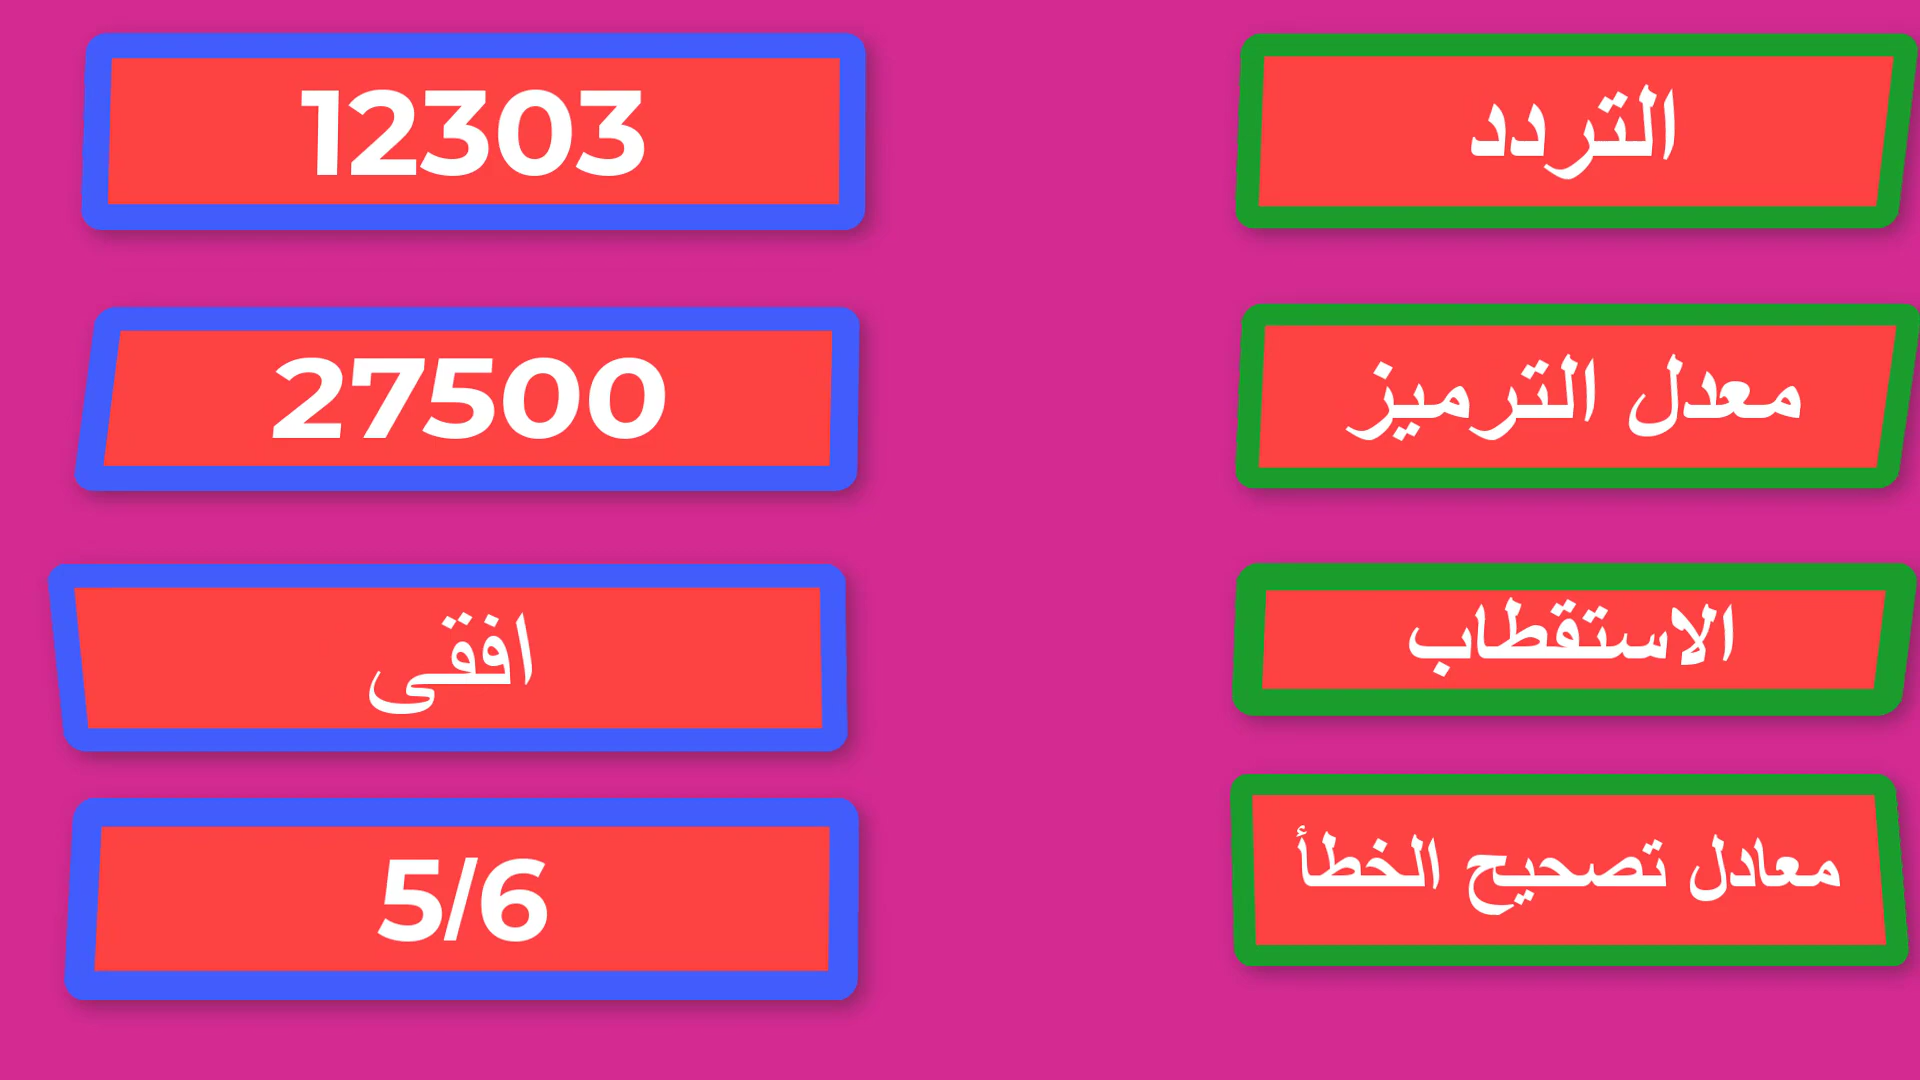 التردد
12303
معدل الترميز
27500
الاستقطاب
افقى
معادل تصحيح الخطأ
5/6